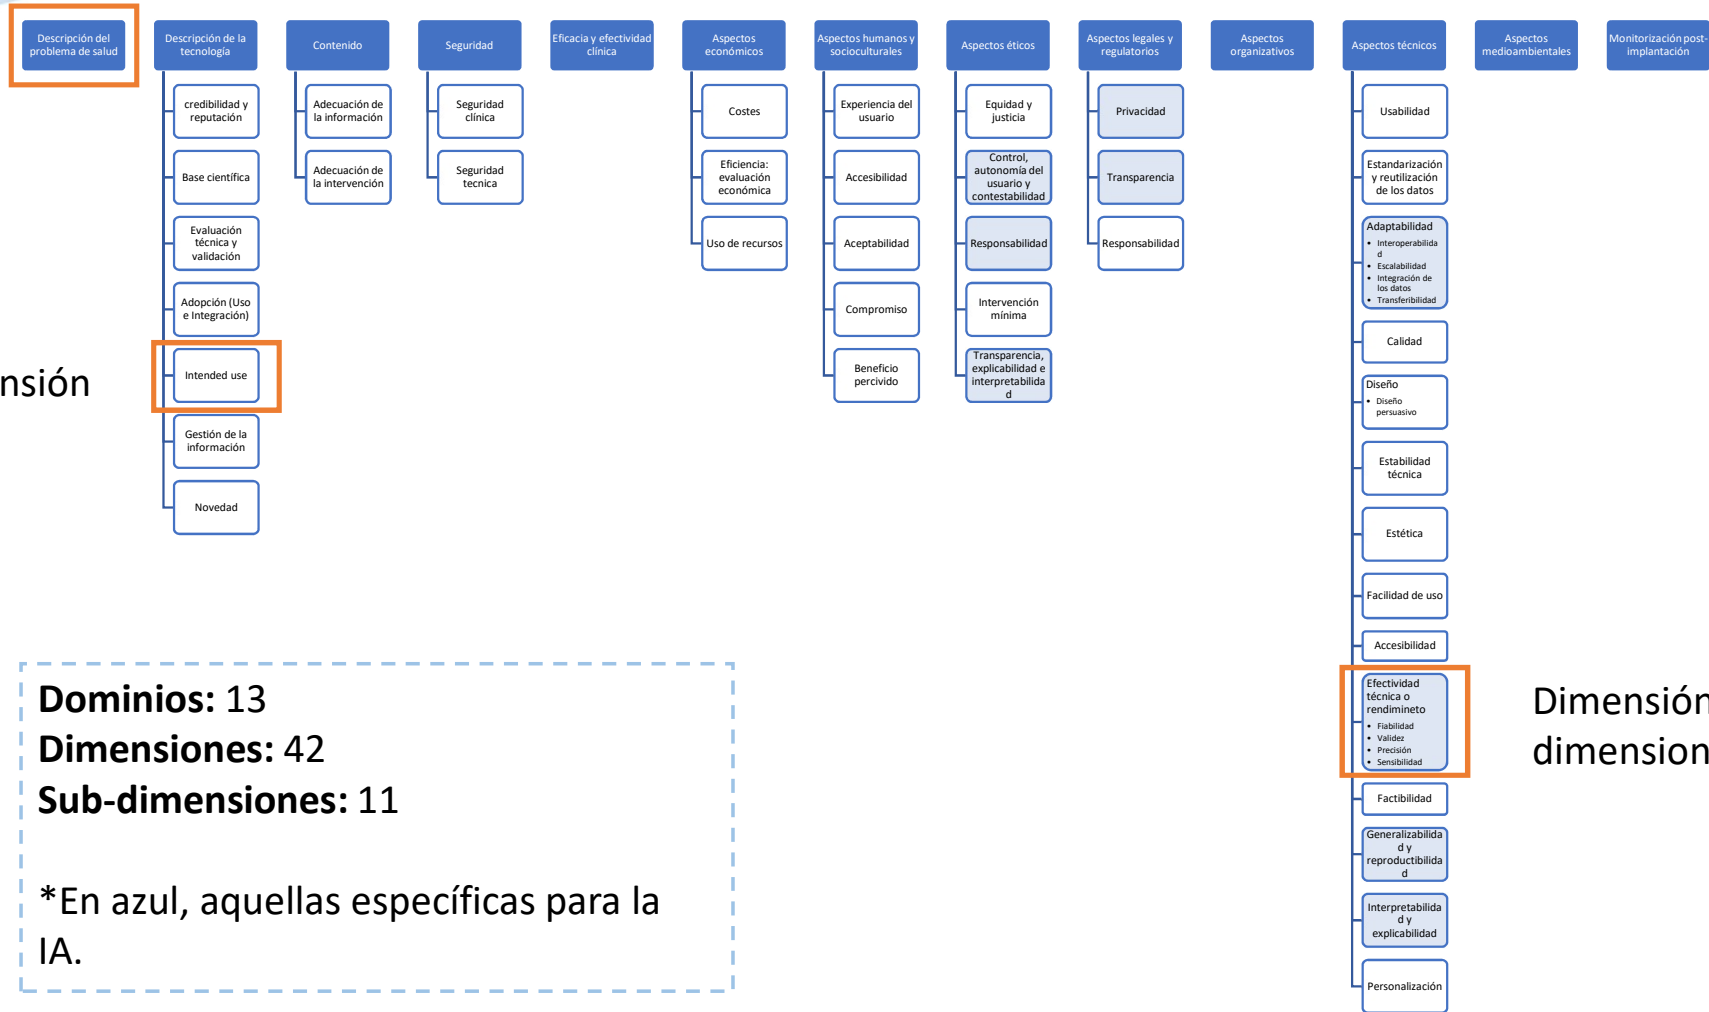 Descripción del
problema de salud
Descripción de la
tecnología
Contenido
Seguridad
Eficacia y efectividad
clínica
Aspectos
económicos
Aspectos humanos y
socioculturales
Aspectos éticos
Aspectos legales y
regulatorios
Aspectos
organizativos
Aspectos técnicos
Aspectos
medioambientales
Monitorización post-
implantación
credibilidad y
reputación
Base científica
Evaluación
técnica y
validación
Adopción (Uso
e Integración)
Intended use
Gestión de la
información
Novedad
Adecuación de
la información
Adecuación de
la intervención
Seguridad
clínica
Seguridad
tecnica
Costes
Eficiencia:
evaluación
económica
Uso de recursos
Experiencia del
usuario
Accesibilidad
Aceptabilidad
Compromiso
Beneficio
percivido
Equidad y
justicia
Control,
autonomía del
usuario y
contestabilidad
Responsabilidad
Intervención
mínima
Transparencia,
explicabilidad e
interpretabilida
d
Privacidad
Transparencia
Responsabilidad
Usabilidad
Estandarización
y reutilización
de los datos
Adaptabilidad
• Interoperabilida
d
• Escalabilidad
• Integración de
los datos
• Transferibilidad
Calidad
Diseño
• Diseño
persuasivo
Estabilidad
técnica
Estética
Facilidad de uso
Accesibilidad
Efectividad
técnica o
rendimineto
• Fiabilidad
• Validez
• Precisión
• Sensibilidad
Factibilidad
Generalizabilida
d y
reproductibilida
d
Interpretabilida
d y
explicabilidad
Personalización
nsión
Dimensión
dimension
Dominios: 13
Dimensiones: 42
Sub-dimensiones: 11
*En azul, aquellas específicas para la
IA.